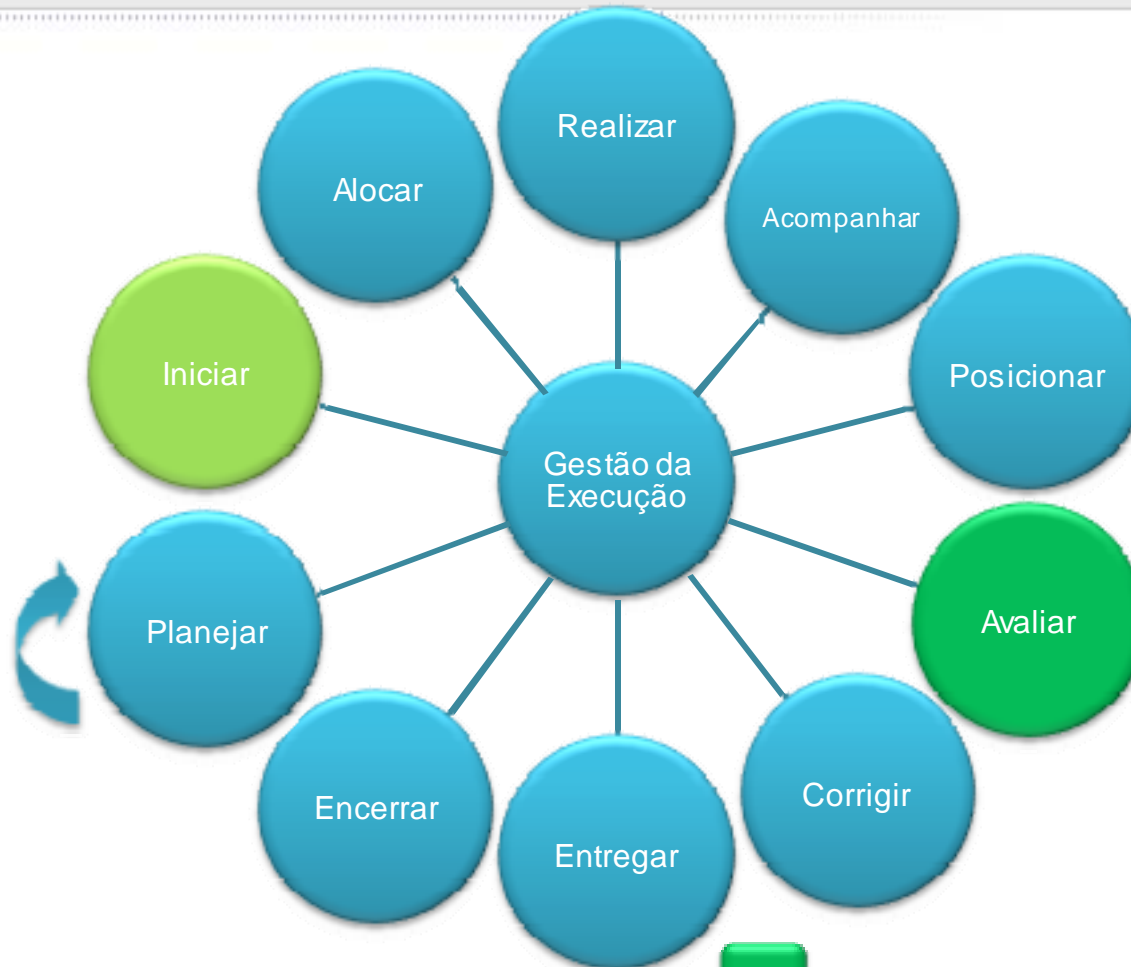 Realizar
Alocar
Acompanhar
Iniciar
Posicionar
Gestão da
Execução
Planejar
Avaliar
Encerrar
Corrigir
Entregar